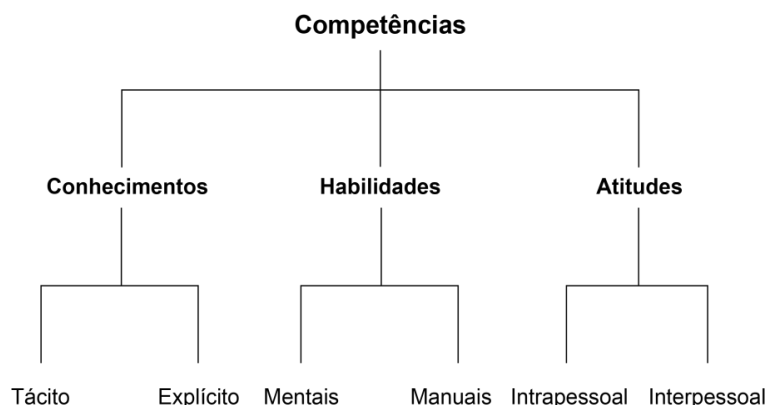 Competências
Conhecimentos Habilidades Atitudes
Tácito Explícito Mentais Manuais Intrapessoal Interpessoal